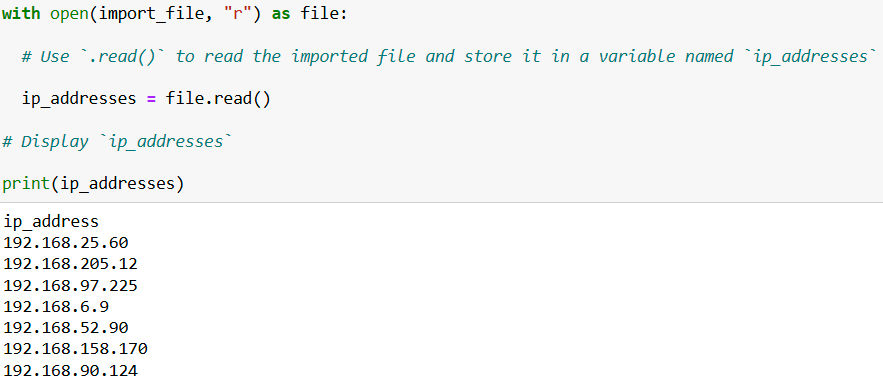 with open(import_file, "r") as file:
# Use `.read()` to read the imported file and store it in a variable named `ip_addresses`
ip_addresses = file.read()
# Display `ip_addresses`
print(ip_addresses)
ip_address
192.168.25.60
192.168.205.12
192.168.97.225
192.168.6.9
192.168.52.90
192.168.158.170
192.168.90.124